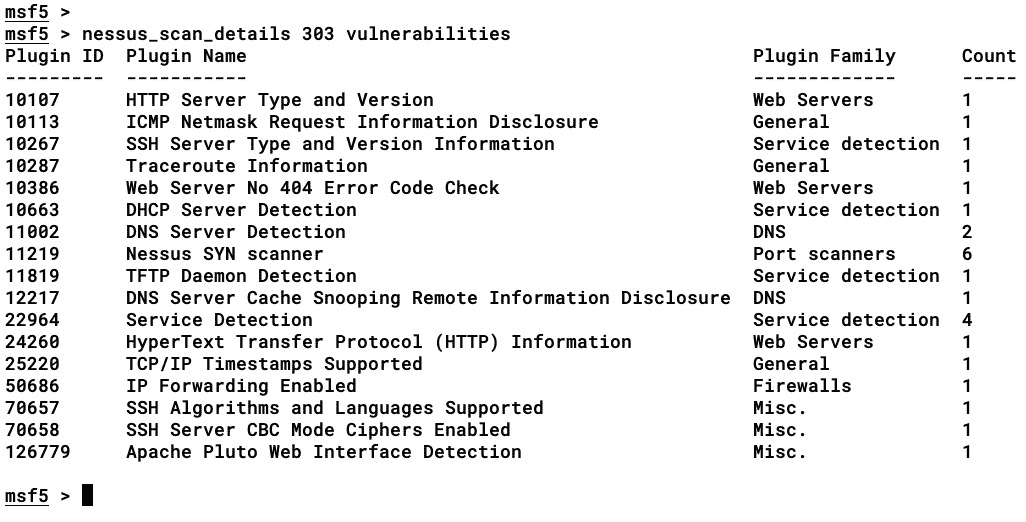 msf5 >
msf5 > nessus_scan_details 303 vulnerabilities
Plugin ID  Plugin Name                                              Plugin Family      Count
---------  -----------                                              -------------      -----
10107      HTTP Server Type and Version                             Web Servers        1
10113      ICMP Netmask Request Information Disclosure              General            1
10267      SSH Server Type and Version Information                  Service detection  1
10287      Traceroute Information                                   General            1
10386      Web Server No 404 Error Code Check                       Web Servers        1
10663      DHCP Server Detection                                    Service detection  1
11002      DNS Server Detection                                     DNS                2
11219      Nessus SYN scanner                                       Port scanners      6
11819      TFTP Daemon Detection                                    Service detection  1
12217      DNS Server Cache Snooping Remote Information Disclosure  DNS                1
22964      Service Detection                                        Service detection  4
24260      HyperText Transfer Protocol (HTTP) Information           Web Servers        1
25220      TCP/IP Timestamps Supported                              General            1
50686      IP Forwarding Enabled                                    Firewalls          1
70657      SSH Algorithms and Languages Supported                   Misc.              1
70658      SSH Server CBC Mode Ciphers Enabled                      Misc.              1
126779     Apache Pluto Web Interface Detection                     Misc.              1
msf5 >